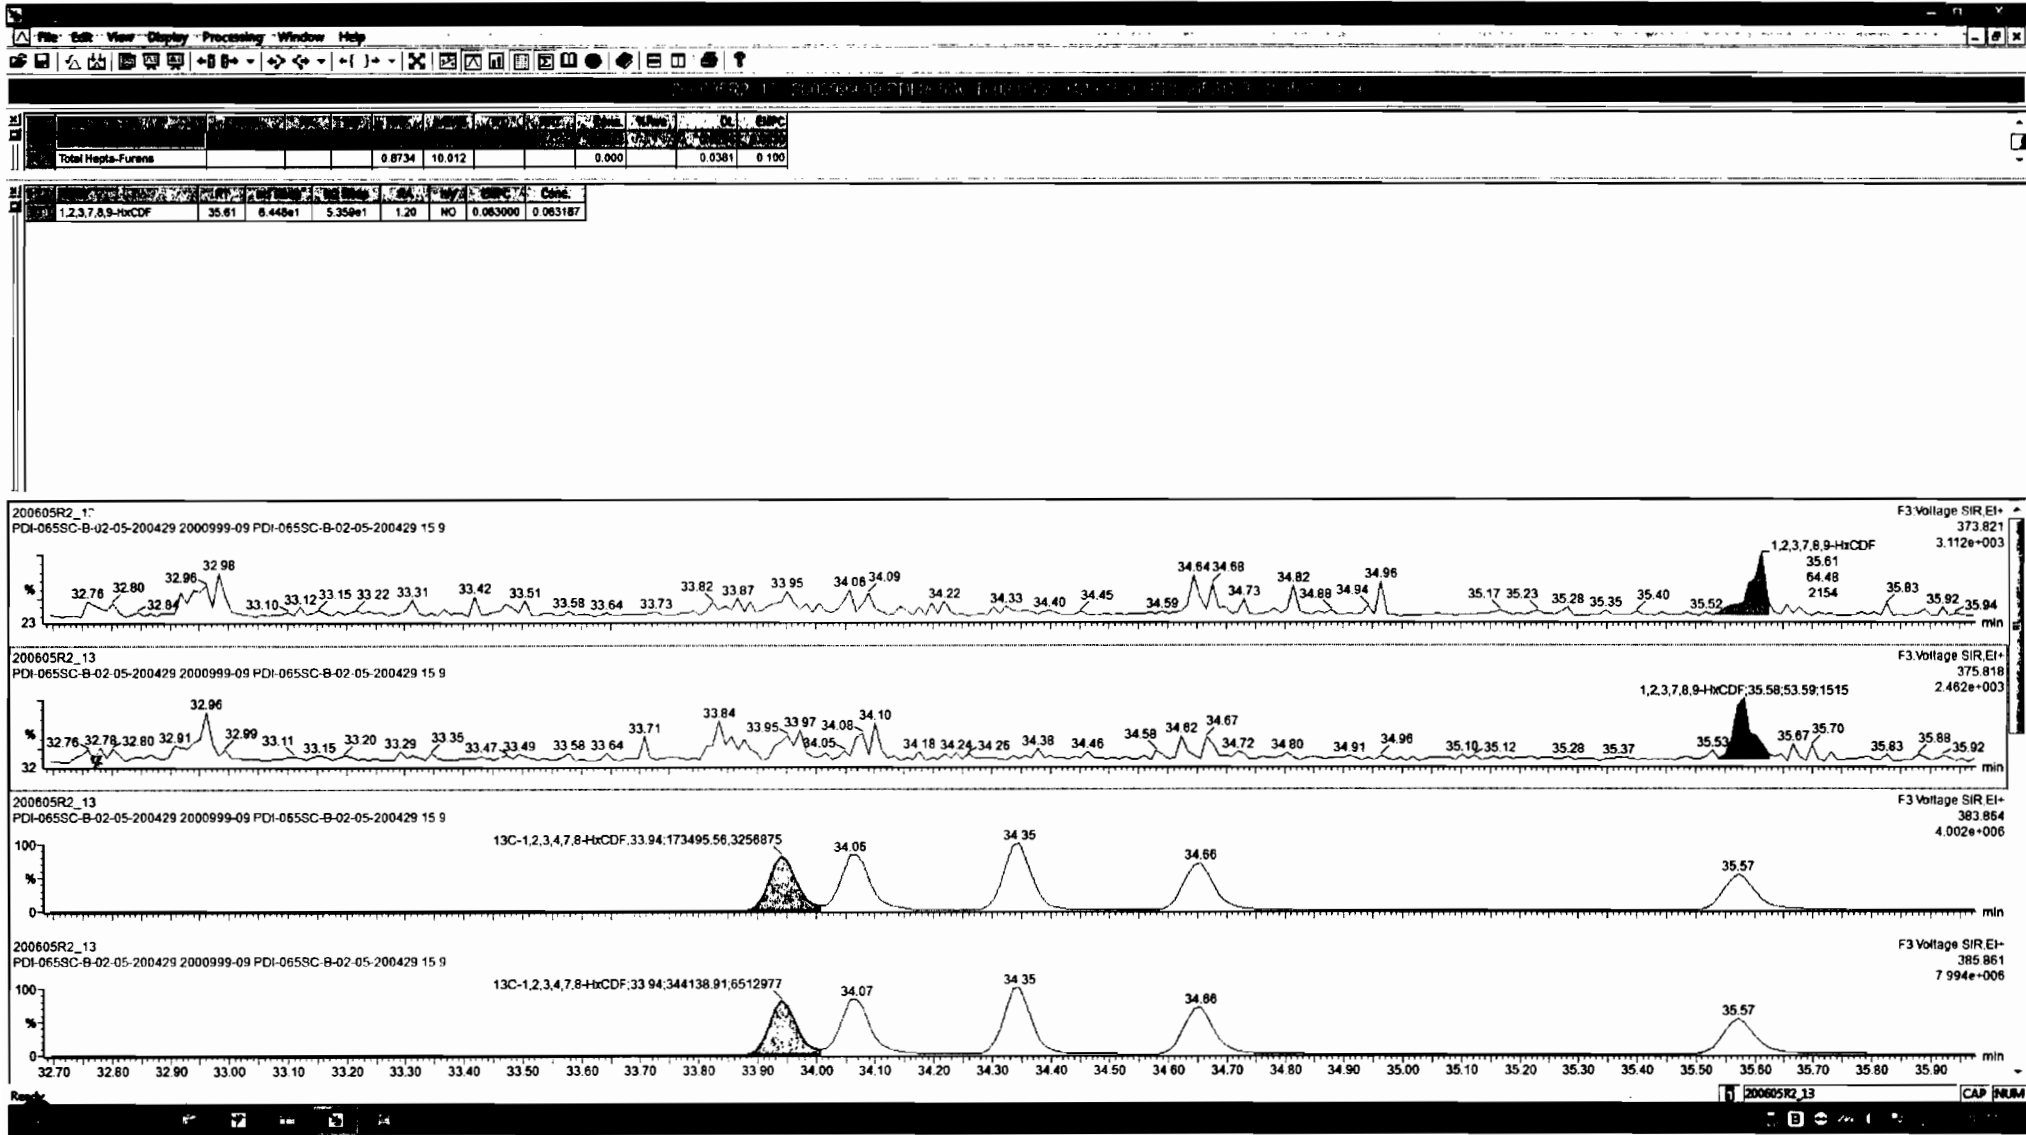 File Edit View Display Processing Window Help
DL EMPC
Total Hepta-Furans 0.8734 10.012 0.000 0.0381 0.100
RT RA n/y EMPC Conc.
1,2,3,7,8,9-HxCDF 35.61 6.448e1 5.359e1 1.20 NO 0.063000 0.063187
200605R2_13
PDI-065SC-B-02-05-200429 2000999-09 PDI-065SC-B-02-05-200429 15 9
F3:Voltage SIR,EI+
373.821
3.112e+003
1,2,3,7,8,9-HxCDF
35.61
64.48
2154
32.76 32.80 32.84 32.96 32.98 33.10 33.12 33.15 33.22 33.31 33.42 33.51 33.58 33.64 33.73 33.82 33.87 33.95 34.06 34.09 34.22 34.33 34.40 34.45 34.59 34.64 34.68 34.73 34.82 34.88 34.94 34.96 35.17 35.23 35.28 35.35 35.40 35.52 35.83 35.92 35.94
%
23
min
200605R2_13
PDI-065SC-B-02-05-200429 2000999-09 PDI-065SC-B-02-05-200429 15 9
F3:Voltage SIR,EI+
375.818
2.462e+003
1,2,3,7,8,9-HxCDF;35.58;53.59;1515
32.76 32.78 32.80 32.91 32.96 32.99 33.11 33.15 33.20 33.29 33.35 33.47 33.49 33.58 33.64 33.71 33.84 33.95 33.97 34.05 34.08 34.10 34.18 34.24 34.26 34.38 34.46 34.58 34.62 34.67 34.72 34.80 34.91 34.96 35.10 35.12 35.28 35.37 35.53 35.67 35.70 35.83 35.88 35.92
%
32
min
200605R2_13
PDI-065SC-B-02-05-200429 2000999-09 PDI-065SC-B-02-05-200429 15 9
F3:Voltage SIR,EI+
383.864
4.002e+006
13C-1,2,3,4,7,8-HxCDF;33.94;173495.56;3256875
34.06 34.35 34.66 35.57
100
%
0
min
200605R2_13
PDI-065SC-B-02-05-200429 2000999-09 PDI-065SC-B-02-05-200429 15 9
F3:Voltage SIR,EI+
385.861
7.994e+006
13C-1,2,3,4,7,8-HxCDF;33.94;344138.91;6512977
34.07 34.35 34.66 35.57
100
%
0
min
32.70 32.80 32.90 33.00 33.10 33.20 33.30 33.40 33.50 33.60 33.70 33.80 33.90 34.00 34.10 34.20 34.30 34.40 34.50 34.60 34.70 34.80 34.90 35.00 35.10 35.20 35.30 35.40 35.50 35.60 35.70 35.80 35.90
Ready
200605R2_13 CAP NUM